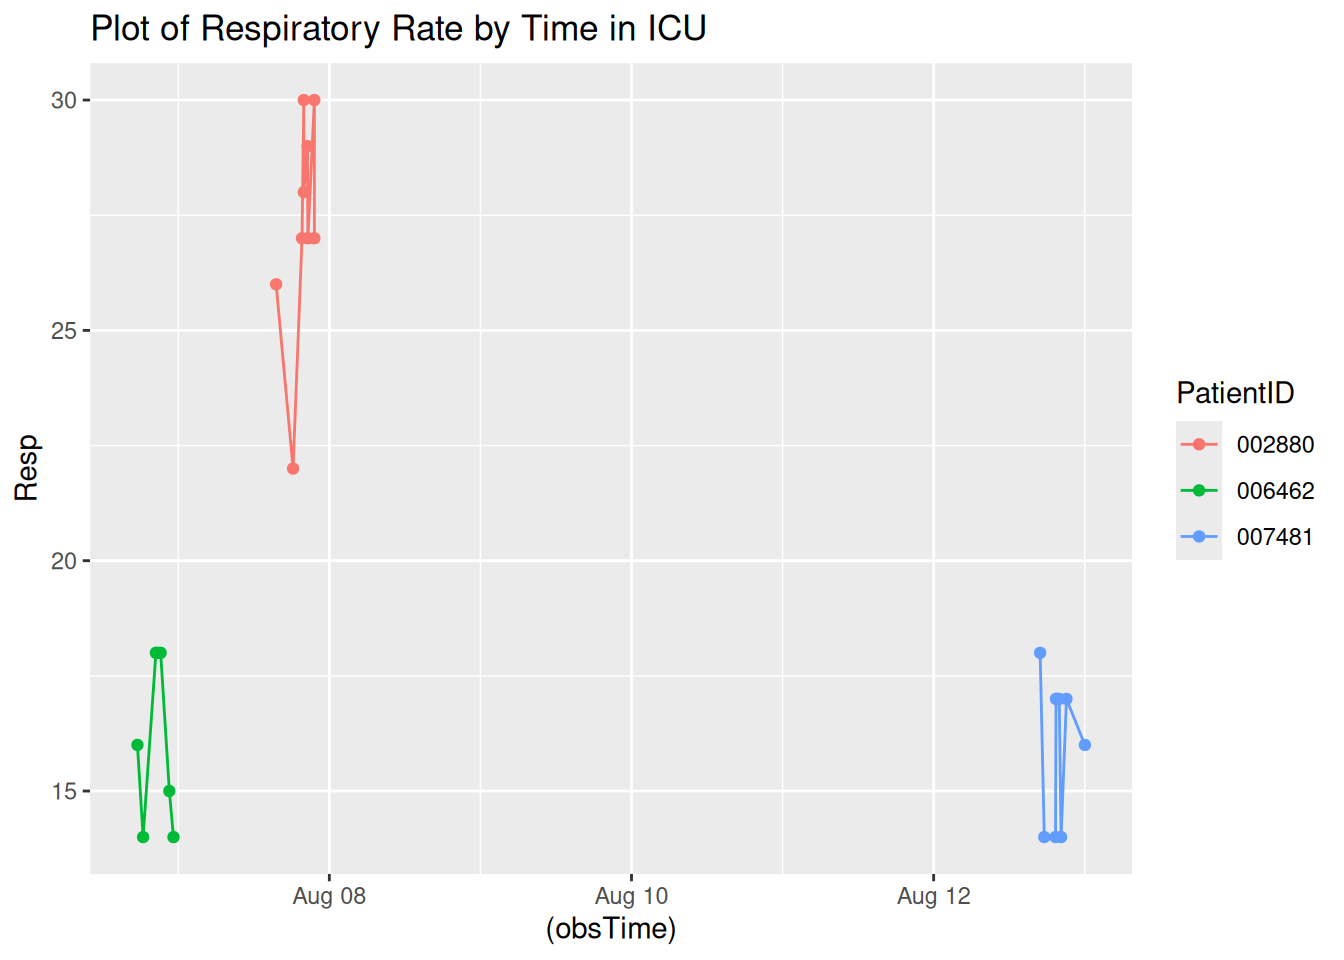 Plot of Respiratory Rate by Time in ICU
30
25
20
15
Resp
Aug 08
Aug 10
Aug 12
(obsTime)
PatientID
002880
006462
007481